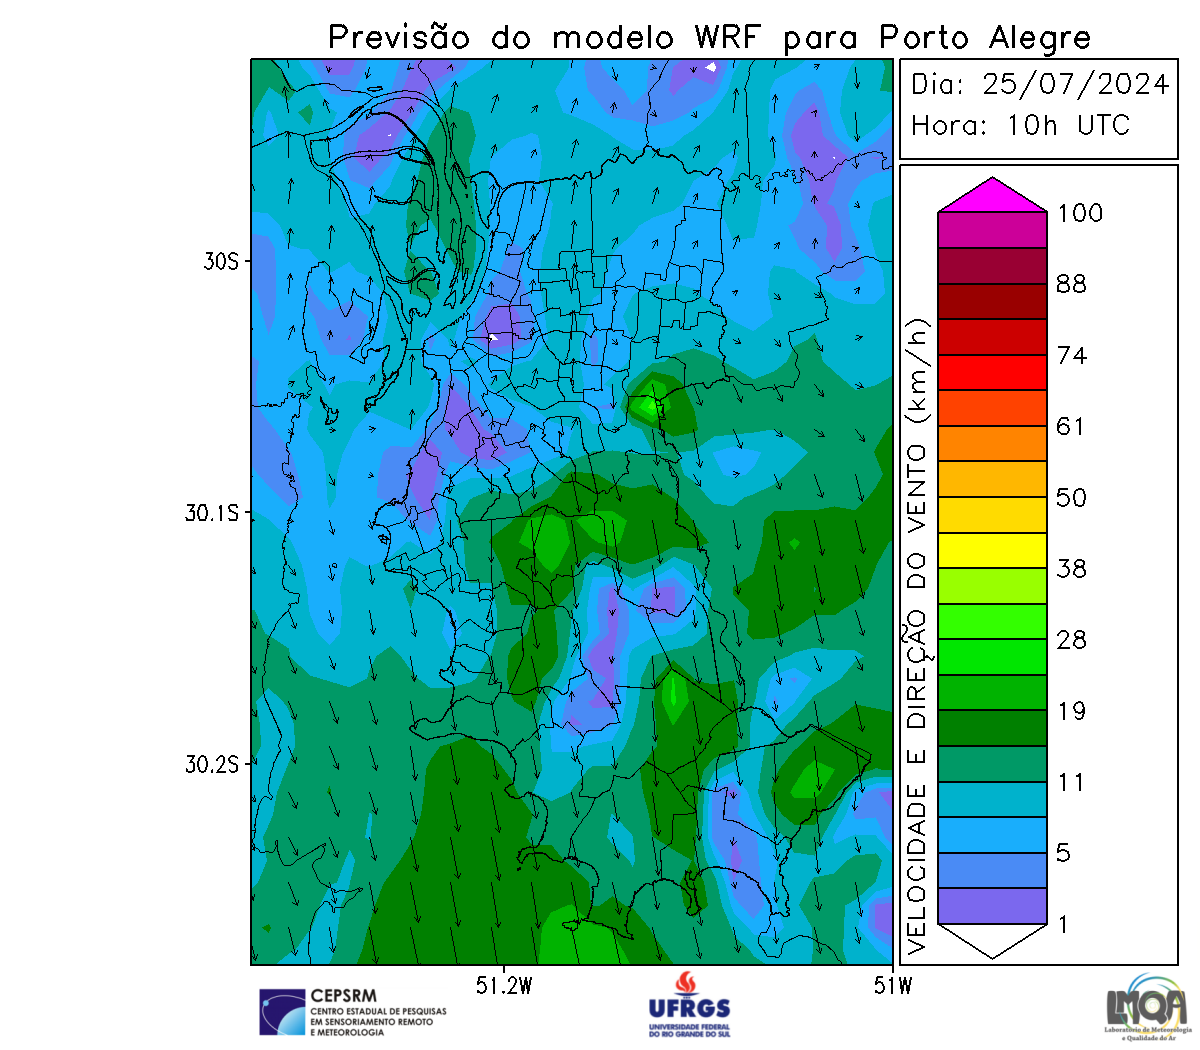 Previsão do modelo WRF para Porto Alegre
Dia: 25/07/2024
Hora: 10h UTC
VELOCIDADE E DIREÇÃO DO VENTO (km/h)
100
88
74
61
50
38
28
19
11
5
1
30S
30.1S
30.2S
51.2W
51W
CEPSRM
CENTRO ESTADUAL DE PESQUISAS
EM SENSORIAMENTO REMOTO
E METEOROLOGIA
UFRGS
UNIVERSIDADE FEDERAL
DO RIO GRANDE DO SUL
LMQA
Laboratório de Meteorologia
e Qualidade do Ar